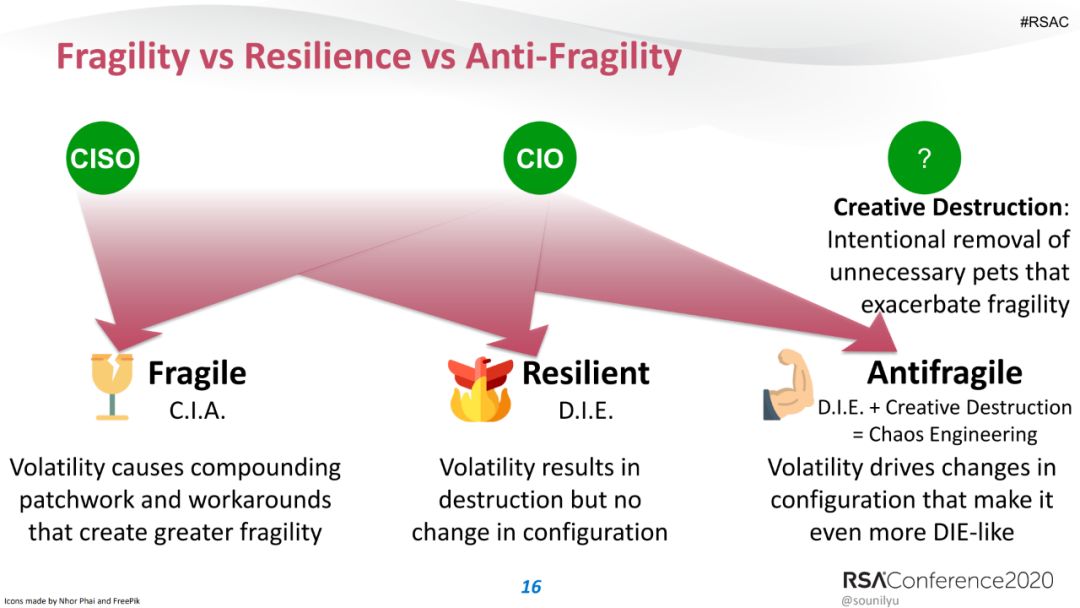 #RSAC
Fragility vs Resilience vs Anti-Fragility
CISO
CIO
?
Creative Destruction:
Intentional removal of
unnecessary pets that
exacerbate fragility
Fragile
C.I.A.
Volatility causes compounding
patchwork and workarounds
that create greater fragility
Resilient
D.I.E.
Volatility results in
destruction but no
change in configuration
Antifragile
D.I.E. + Creative Destruction
= Chaos Engineering
Volatility drives changes in
configuration that make it
even more DIE-like
Icons made by Nhor Phai and FreePik
16
RSA®Conference2020
@sounilyu